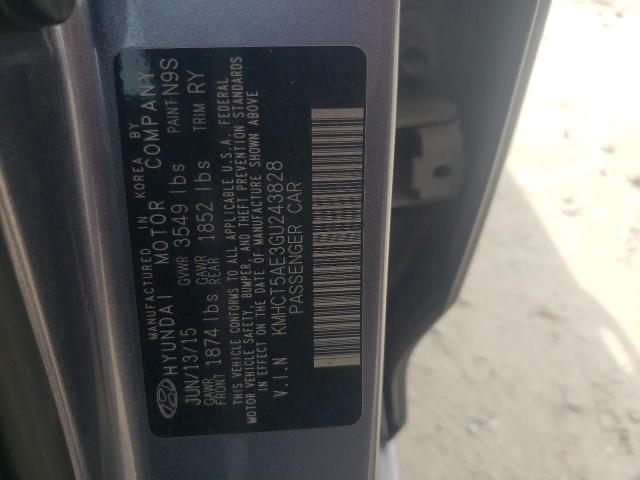 MANUFACTURED IN KOREA BY
HYUNDAI MOTOR COMPANY
JUN/13/15 GVWR 3549 lbs PAINT N9S
GAWR FRONT 1874 lbs GAWR REAR 1852 lbs TRIM RY
THIS VEHICLE CONFORMS TO ALL APPLICABLE U.S.A. FEDERAL
MOTOR VEHICLE SAFETY, BUMPER, AND THEFT PREVENTION STANDARDS
IN EFFECT ON THE DATE OF MANUFACTURE SHOWN ABOVE
V.I.N KMHCT5AE3GU243828
PASSENGER CAR